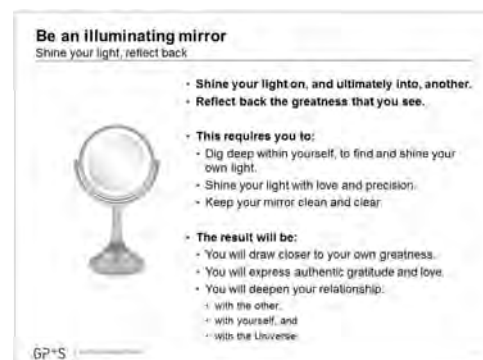 Be an illuminating mirror
Shine your light, reflect back
• Shine your light on, and ultimately into, another.
• Reflect back the greatness that you see.
• This requires you to:
• Dig deep within yourself, to find and shine your
own light.
• Shine your light with love and precision.
• Keep your mirror clean and clear.
• The result will be:
• You will draw closer to your own greatness.
• You will express authentic gratitude and love.
• You will deepen your relationship:
• with the other,
• with yourself, and
• with the Universe.
GP+S